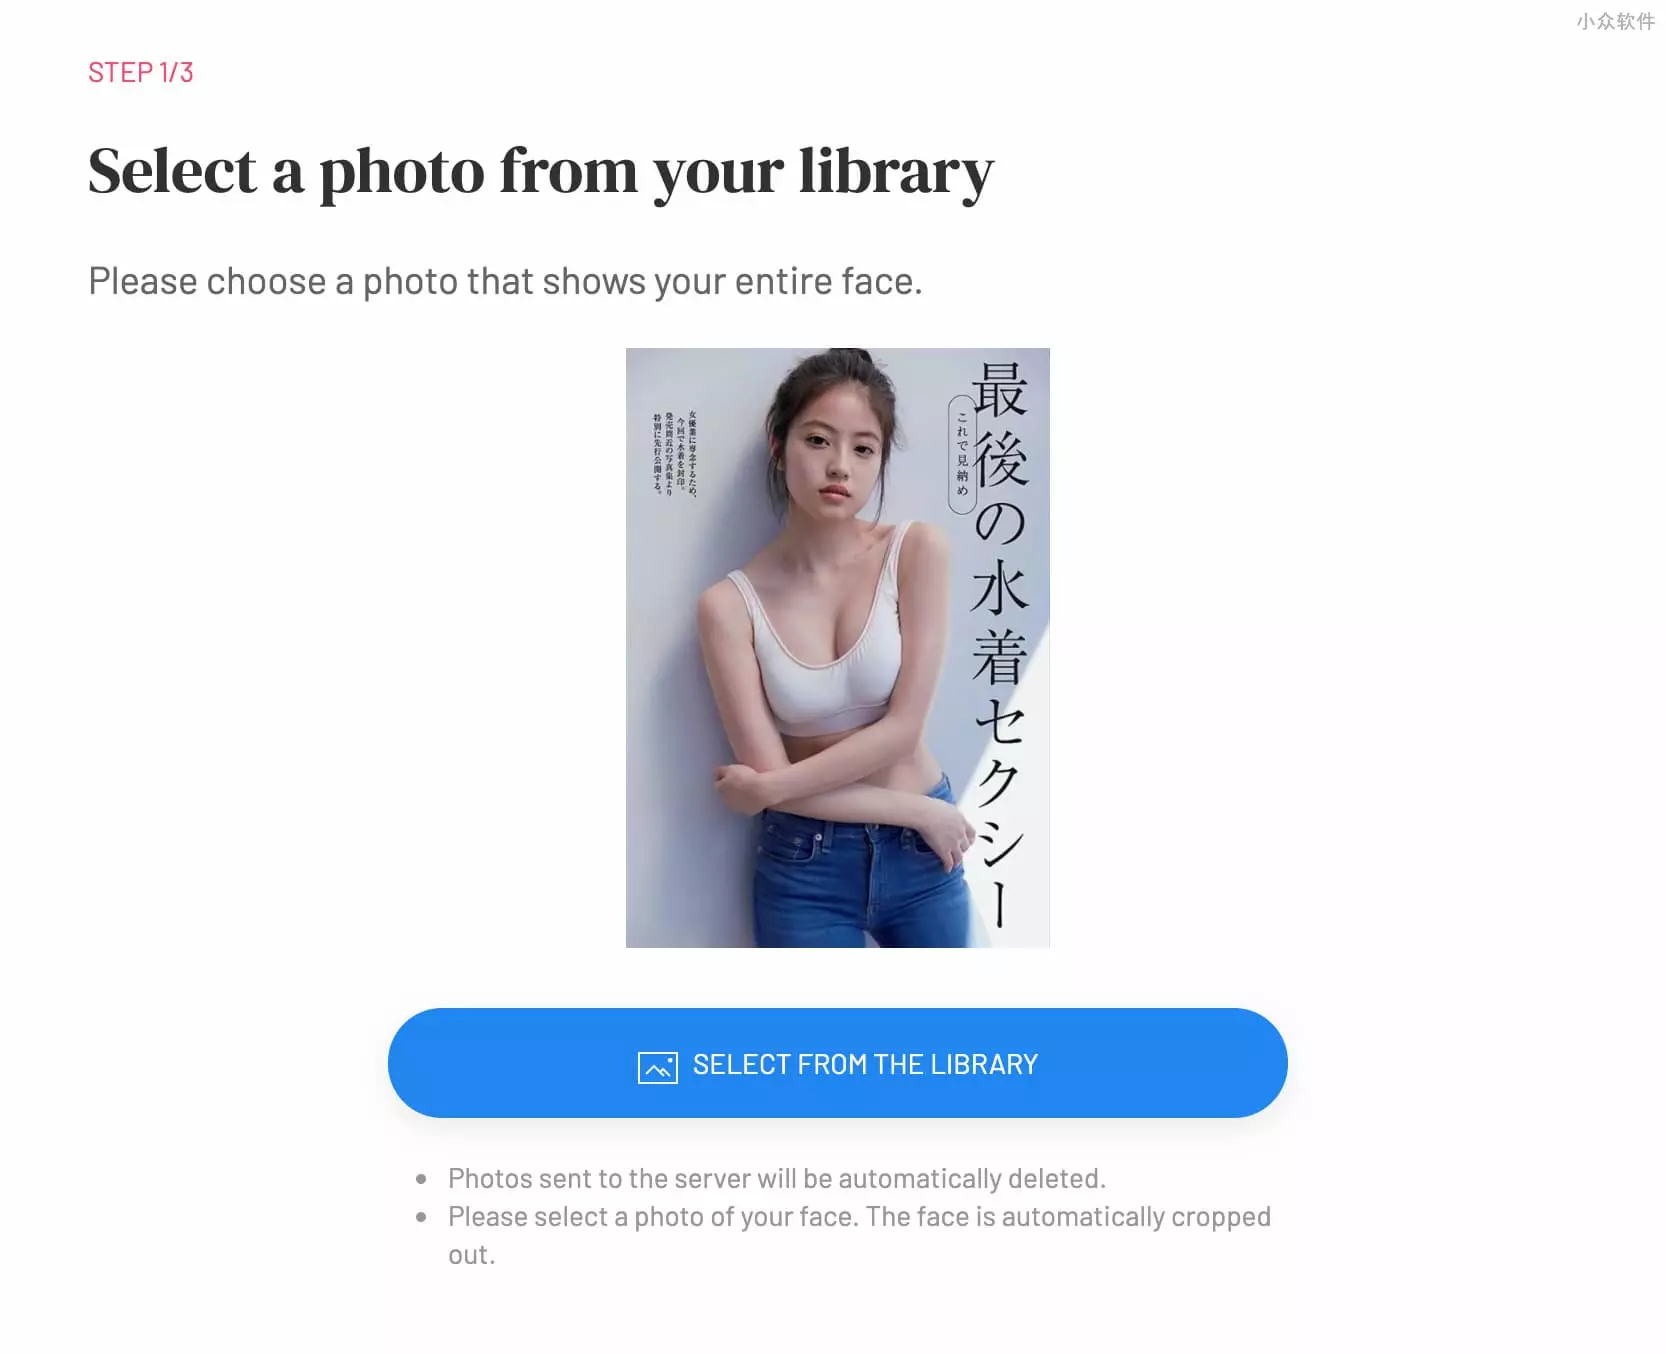 小众软件
STEP 1/3
Select a photo from your library
Please choose a photo that shows your entire face.
最後の水着セクシー
これで見納め
女優業に専念するため、
今回で水着を封印。
発売間近の写真集より
特別に先行公開する。
SELECT FROM THE LIBRARY
• Photos sent to the server will be automatically deleted.
• Please select a photo of your face. The face is automatically cropped
out.